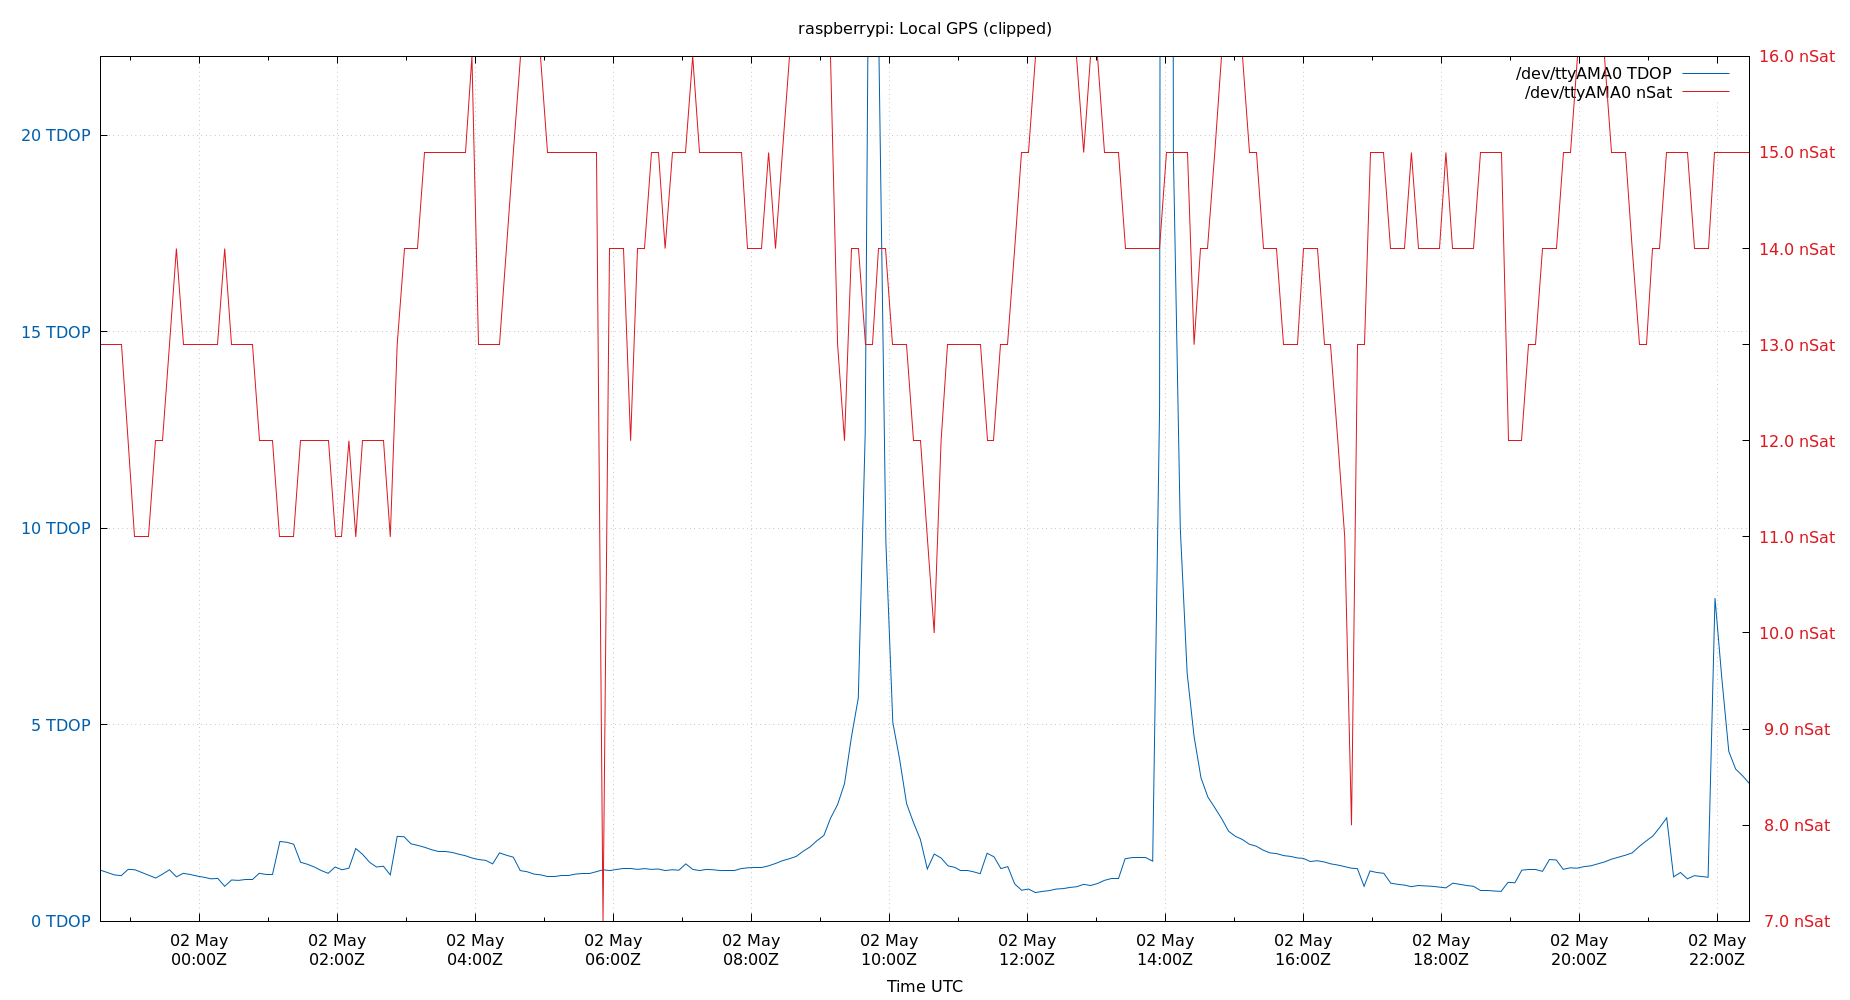 raspberrypi: Local GPS (clipped)
/dev/ttyAMA0 TDOP
/dev/ttyAMA0 nSat
20 TDOP
15 TDOP
10 TDOP
5 TDOP
0 TDOP
16.0 nSat
15.0 nSat
14.0 nSat
13.0 nSat
12.0 nSat
11.0 nSat
10.0 nSat
9.0 nSat
8.0 nSat
7.0 nSat
02 May
00:00Z
02 May
02:00Z
02 May
04:00Z
02 May
06:00Z
02 May
08:00Z
02 May
10:00Z
02 May
12:00Z
02 May
14:00Z
02 May
16:00Z
02 May
18:00Z
02 May
20:00Z
02 May
22:00Z
Time UTC